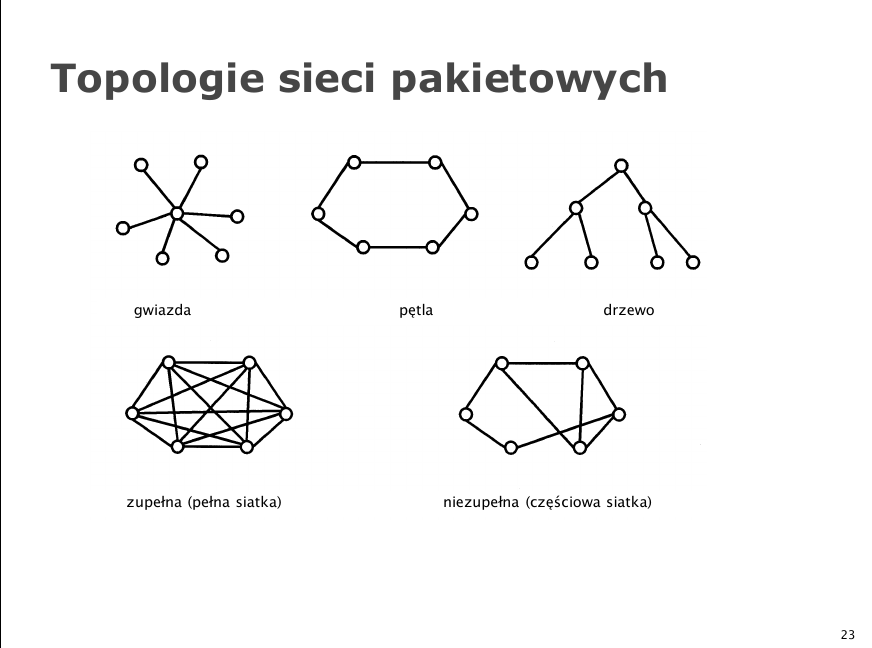 Topologie sieci pakietowych
gwiazda
pętla
drzewo
zupełna (pełna siatka)
niezupełna (częściowa siatka)
23